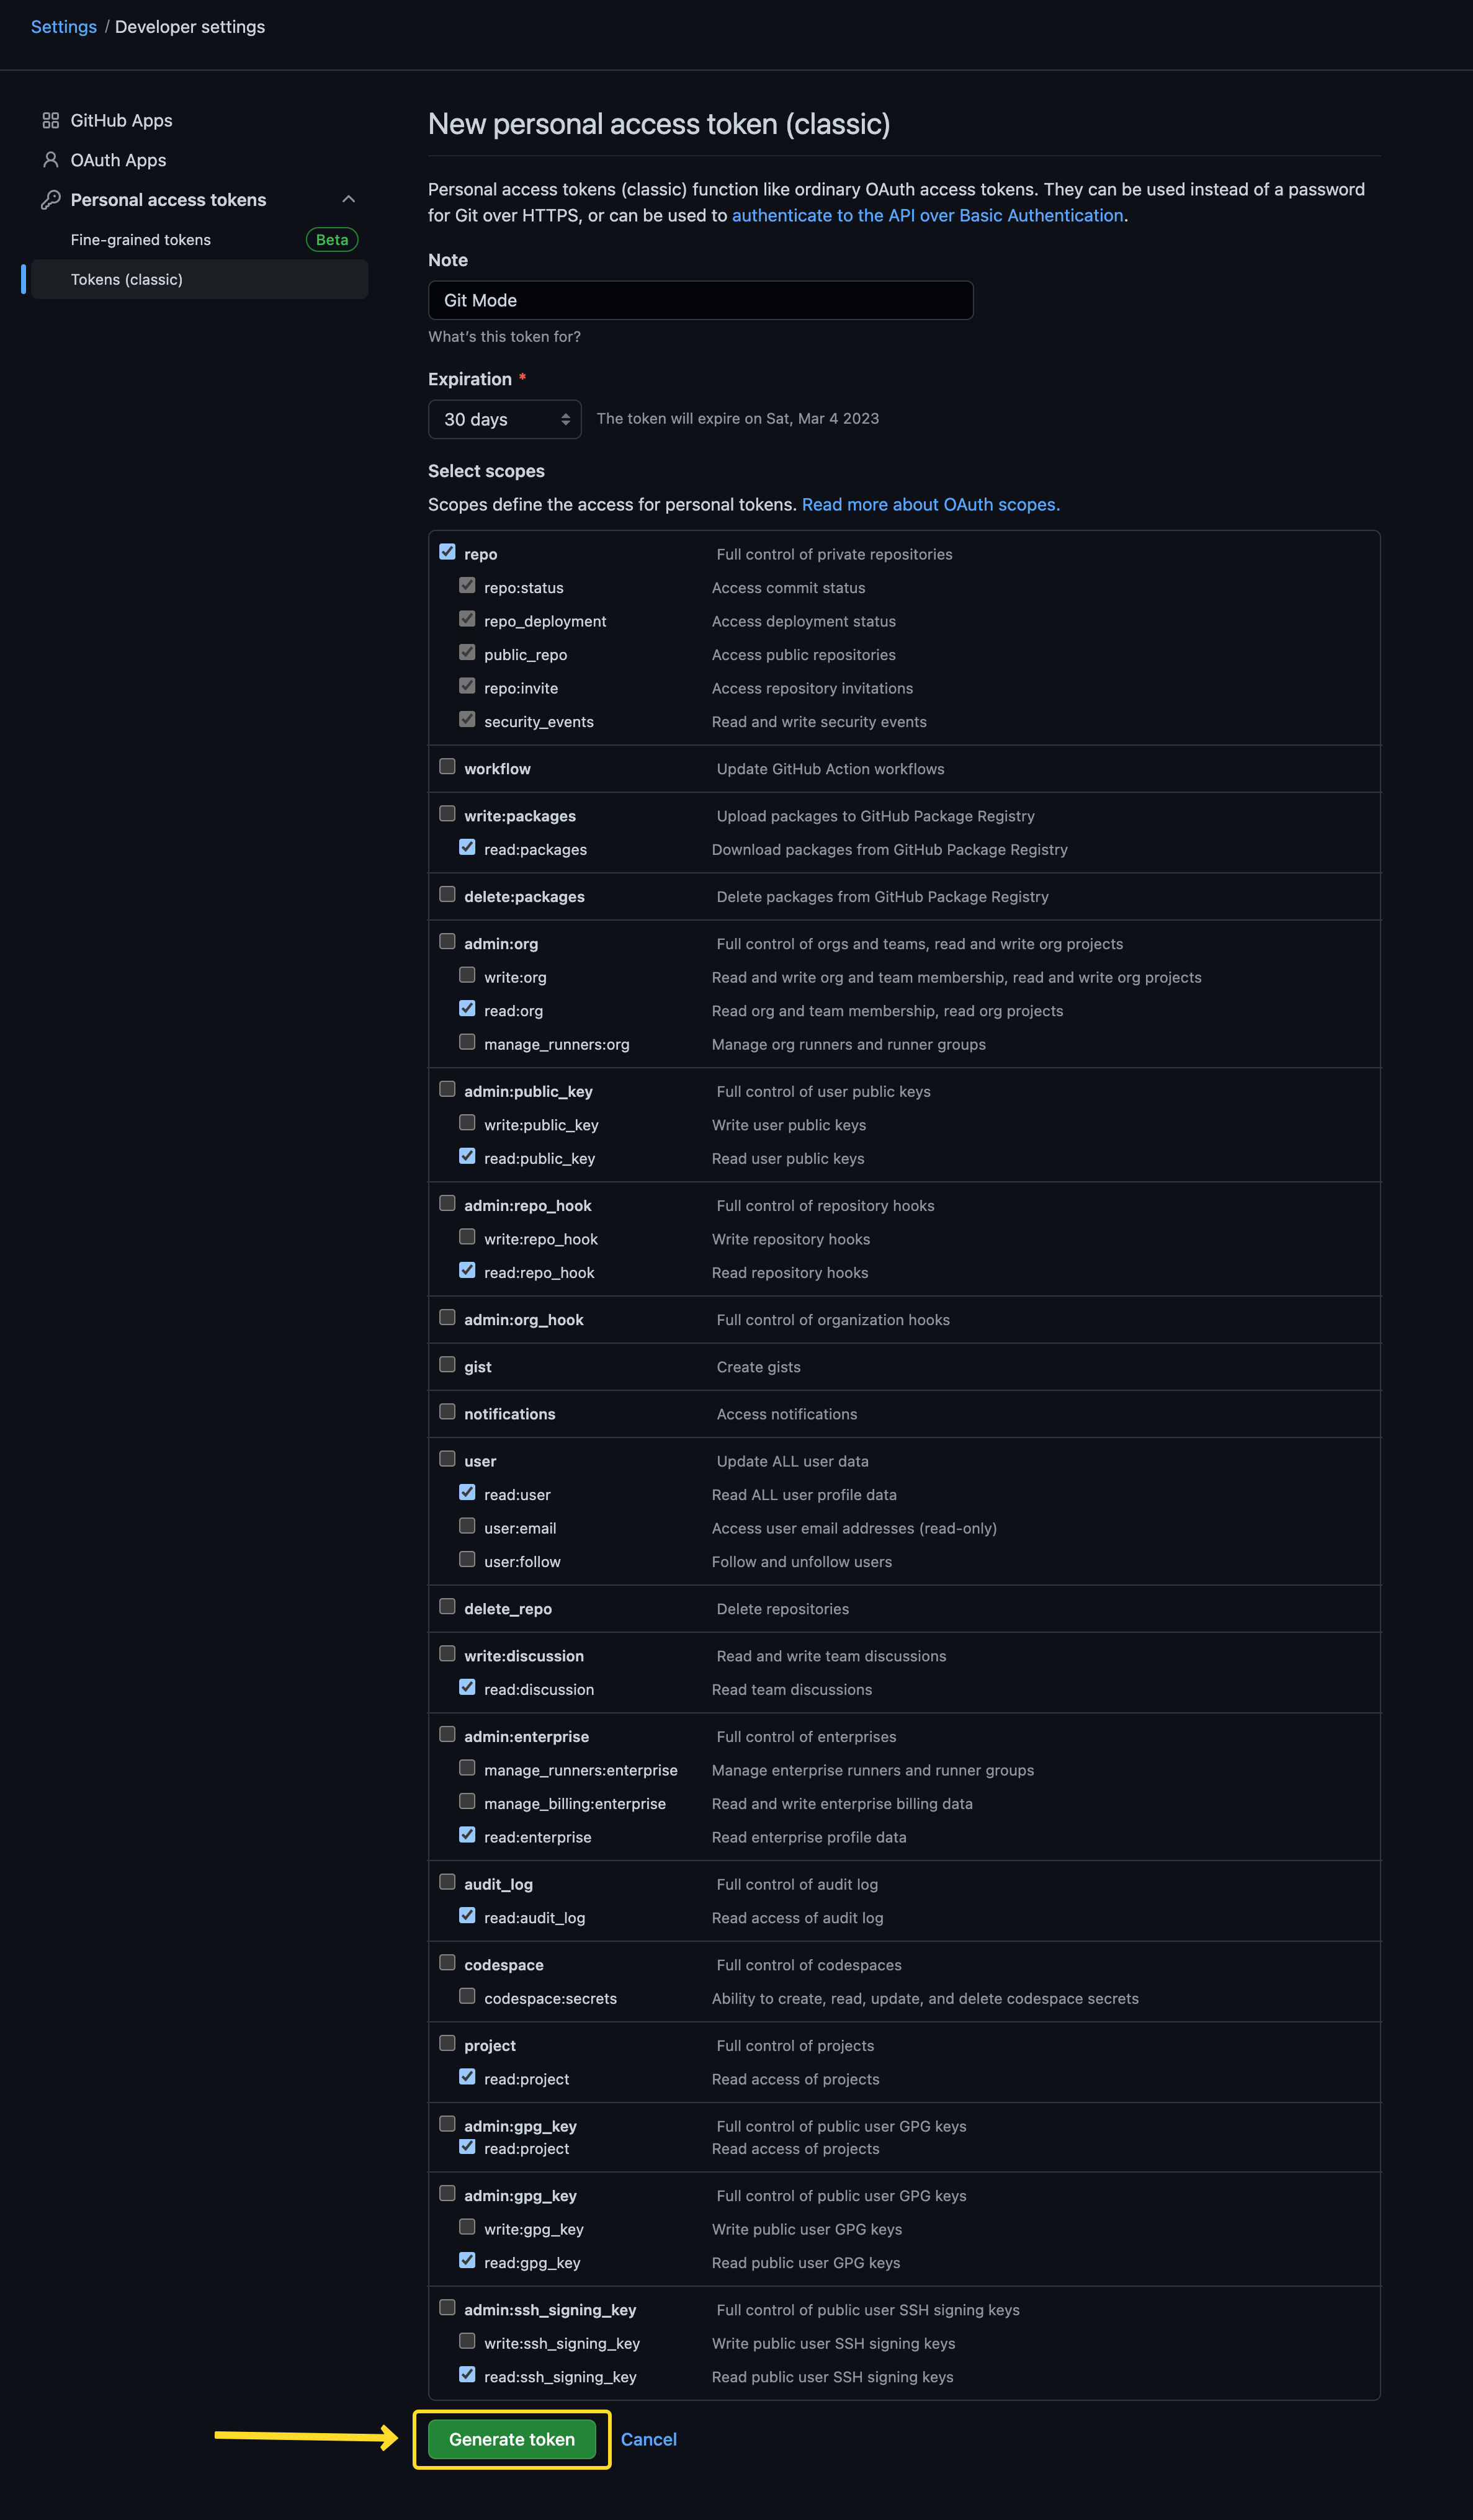 Settings / Developer settings
GitHub Apps
OAuth Apps
Personal access tokens
Fine-grained tokens Beta
Tokens (classic)
New personal access token (classic)
Personal access tokens (classic) function like ordinary OAuth access tokens. They can be used instead of a password
for Git over HTTPS, or can be used to authenticate to the API over Basic Authentication.
Note
Git Mode
What's this token for?
Expiration *
30 days The token will expire on Sat, Mar 4 2023
Select scopes
Scopes define the access for personal tokens. Read more about OAuth scopes.
repo Full control of private repositories
repo:status Access commit status
repo_deployment Access deployment status
public_repo Access public repositories
repo:invite Access repository invitations
security_events Read and write security events
workflow Update GitHub Action workflows
write:packages Upload packages to GitHub Package Registry
read:packages Download packages from GitHub Package Registry
delete:packages Delete packages from GitHub Package Registry
admin:org Full control of orgs and teams, read and write org projects
write:org Read and write org and team membership, read and write org projects
read:org Read org and team membership, read org projects
manage_runners:org Manage org runners and runner groups
admin:public_key Full control of user public keys
write:public_key Write user public keys
read:public_key Read user public keys
admin:repo_hook Full control of repository hooks
write:repo_hook Write repository hooks
read:repo_hook Read repository hooks
admin:org_hook Full control of organization hooks
gist Create gists
notifications Access notifications
user Update ALL user data
read:user Read ALL user profile data
user:email Access user email addresses (read-only)
user:follow Follow and unfollow users
delete_repo Delete repositories
write:discussion Read and write team discussions
read:discussion Read team discussions
admin:enterprise Full control of enterprises
manage_runners:enterprise Manage enterprise runners and runner groups
manage_billing:enterprise Read and write enterprise billing data
read:enterprise Read enterprise profile data
audit_log Full control of audit log
read:audit_log Read access of audit log
codespace Full control of codespaces
codespace:secrets Ability to create, read, update, and delete codespace secrets
project Full control of projects
read:project Read access of projects
admin:gpg_key Full control of public user GPG keys
read:project Read access of projects
admin:gpg_key Full control of public user GPG keys
write:gpg_key Write public user GPG keys
read:gpg_key Read public user GPG keys
admin:ssh_signing_key Full control of public user SSH signing keys
write:ssh_signing_key Write public user SSH signing keys
read:ssh_signing_key Read public user SSH signing keys
Generate token Cancel